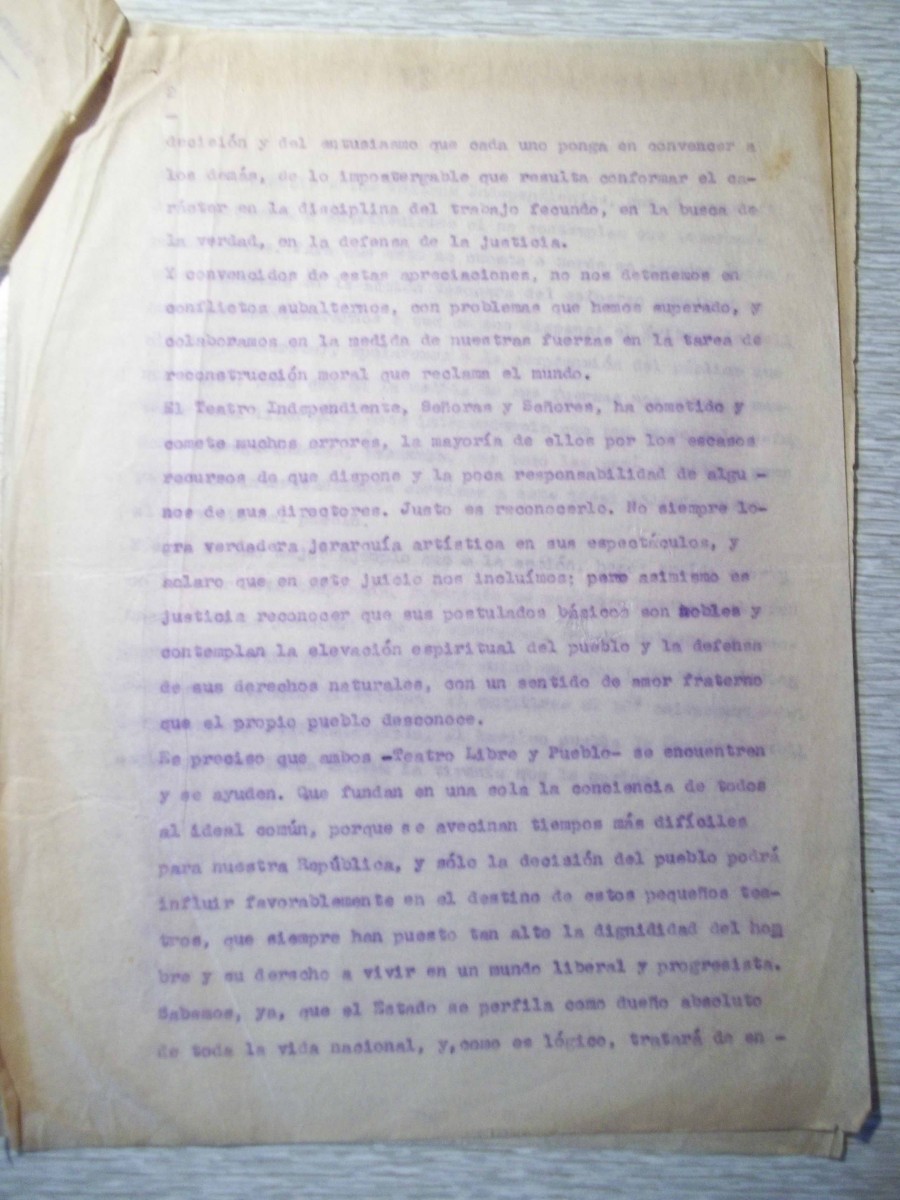 2
decisión y del entusiasmo que cada uno ponga en convencer a
los demás, de lo impostergable que resulta conformar el ca-
rácter en la disciplina del trabajo fecundo, en la busca de
la verdad, en la defensa de la justicia.
Y convencidos de estas apreciaciones, no nos detenemos en
conflictos subalternos, con problemas que hemos superado, y
colaboramos en la medida de nuestras fuerzas en la tarea de
reconstrucción moral que reclama el mundo.
El Teatro Independiente, Señoras y Señores, ha cometido y
comete muchos errores, la mayoría de ellos por los escasos
recursos de que dispone y la poca responsabilidad de algu -
nos de sus directores. Justo es reconocerlo. No siempre lo-
gra verdadera jerarquía artística en sus espectáculos, y
aclaro que en este juicio nos incluímos; pero asimismo es
justicia reconocer que sus postulados básicos son nobles y
contemplan la elevación espiritual del pueblo y la defensa
de sus derechos naturales, con un sentido de amor fraterno
que el propio pueblo desconoce.
Es preciso que ambos -Teatro Libre y Pueblo- se encuentren
y se ayuden. Que fundan en una sola la conciencia de todos
al ideal común, porque se avecinan tiempos más difíciles
para nuestra República, y sólo la decisión del pueblo podrá
influir favorablemente en el destino de estos pequeños tea-
tros, que siempre han puesto tan alto la dignididad del hom
bre y su derecho a vivir en un mundo liberal y progresista.
Sabemos, ya, que el Estado se perfila como dueño absoluto
de toda la vida nacional, y,como es lógico, tratará de en -